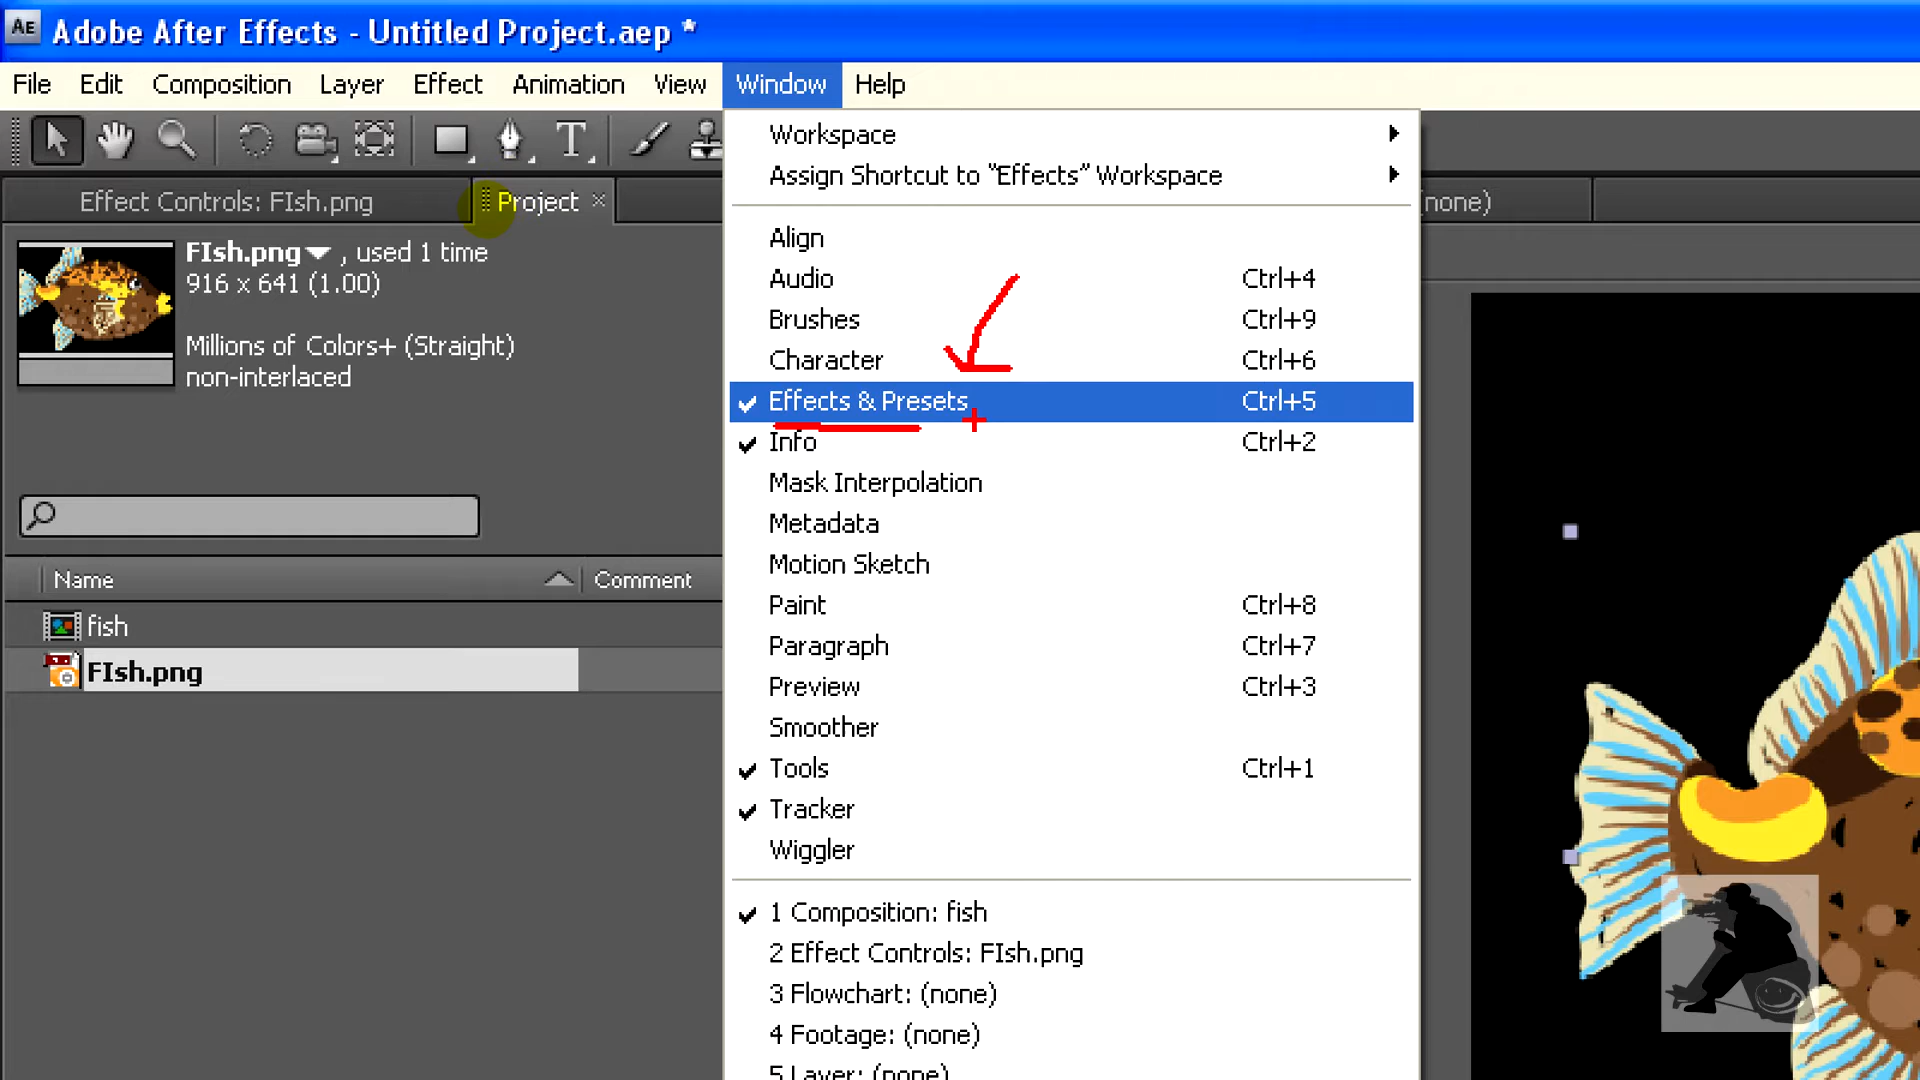 AE Adobe After Effects - Untitled Project.aep *
File Edit Composition Layer Effect Animation View Window Help
T
Effect Controls: FIsh.png
Project ×
FIsh.png , used 1 time
916 x 641 (1.00)
Millions of Colors+ (Straight)
non-interlaced
Name Comment
fish
FIsh.png
Workspace
Assign Shortcut to "Effects" Workspace
Align
Audio Ctrl+4
Brushes Ctrl+9
Character Ctrl+6
Effects & Presets Ctrl+5
Info Ctrl+2
Mask Interpolation
Metadata
Motion Sketch
Paint Ctrl+8
Paragraph Ctrl+7
Preview Ctrl+3
Smoother
Tools Ctrl+1
Tracker
Wiggler
1 Composition: fish
2 Effect Controls: FIsh.png
3 Flowchart: (none)
4 Footage: (none)
5 Layer: (none)
(none)